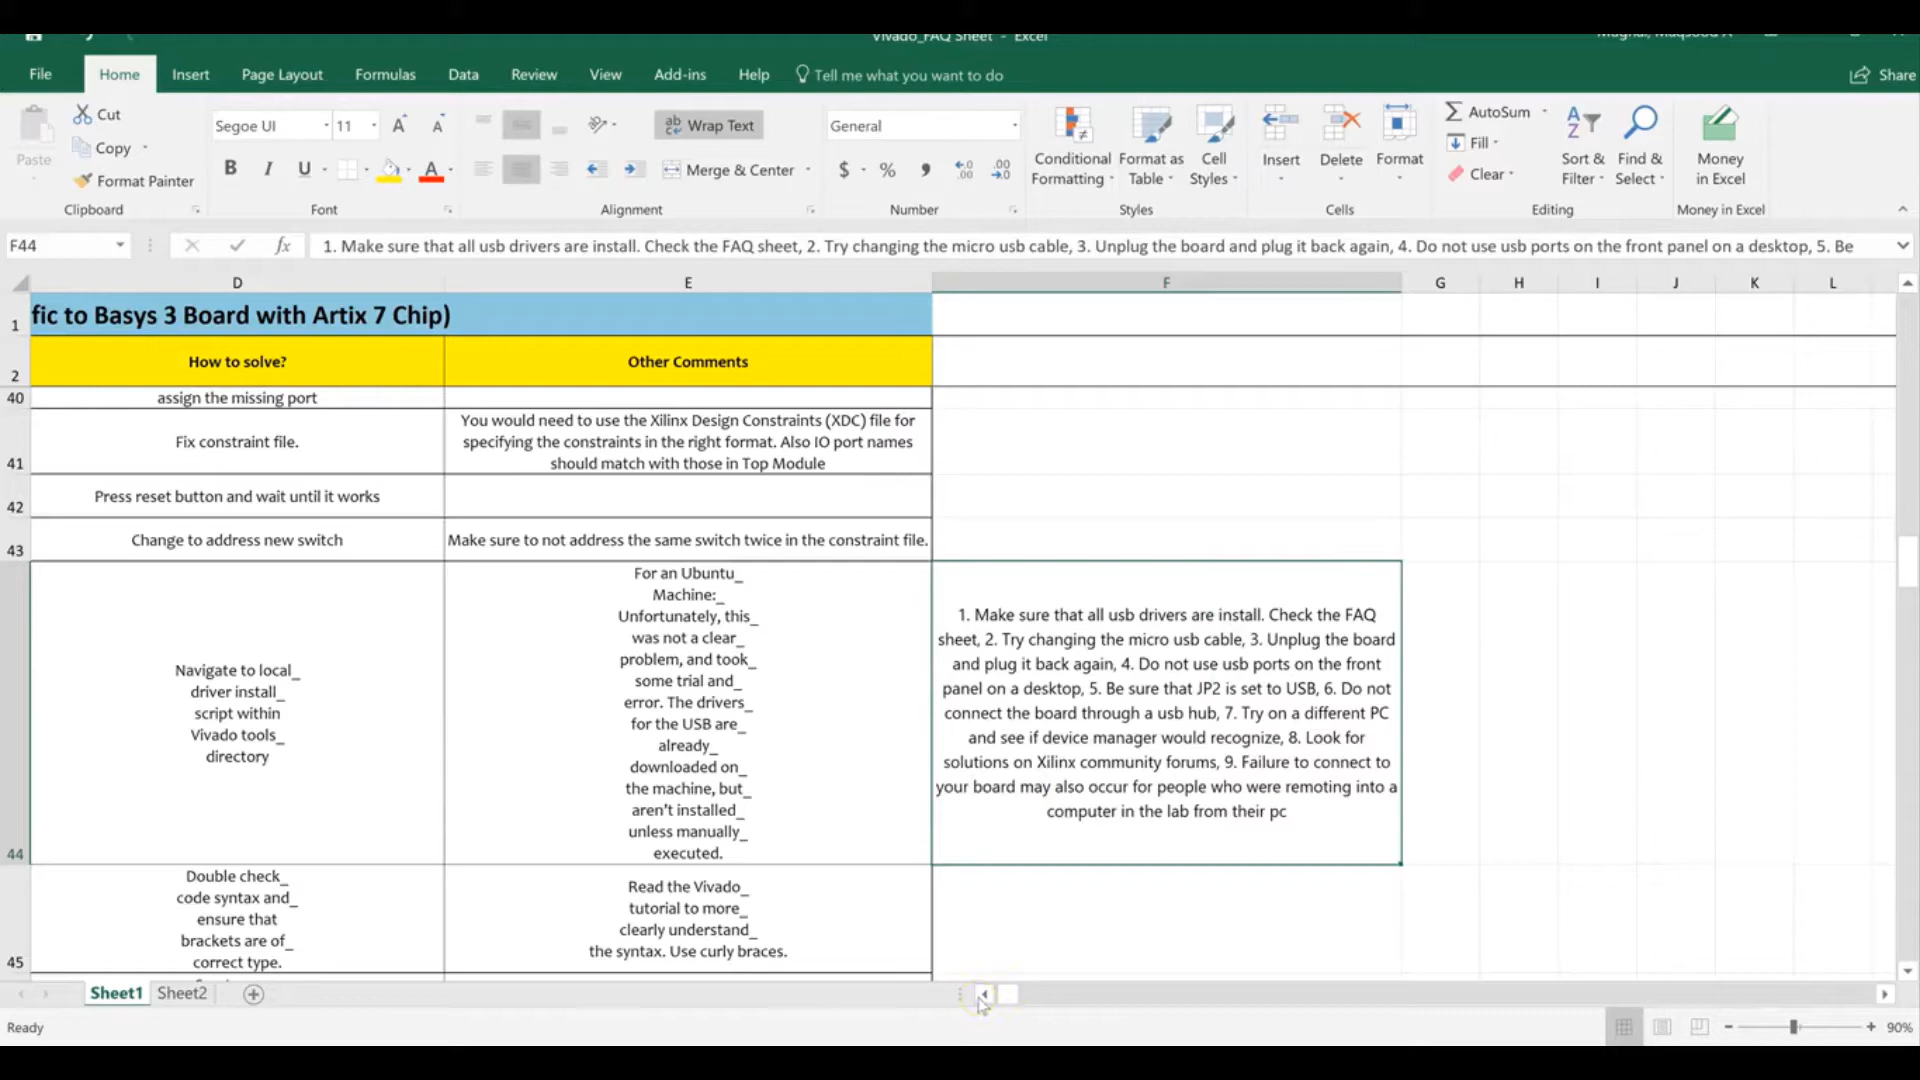 Vivado_FAQ Sheet - Excel
File Home Insert Page Layout Formulas Data Review View Add-ins Help Tell me what you want to do Share
Paste
Cut
Copy
Format Painter
Clipboard
Segoe UI 11
B I U
Font
Wrap Text
Merge & Center
Alignment
General
$ %
Number
Conditional Formatting
Format as Table
Cell Styles
Styles
Insert
Delete
Format
Cells
AutoSum
Fill
Clear
Sort & Filter
Find & Select
Editing
Money in Excel
Money in Excel
F44
fx 1. Make sure that all usb drivers are install. Check the FAQ sheet, 2. Try changing the micro usb cable, 3. Unplug the board and plug it back again, 4. Do not use usb ports on the front panel on a desktop, 5. Be
D E F G H I J K L
1 fic to Basys 3 Board with Artix 7 Chip)
2 How to solve? Other Comments
40 assign the missing port
41 Fix constraint file.
You would need to use the Xilinx Design Constraints (XDC) file for
specifying the constraints in the right format. Also IO port names
should match with those in Top Module
42 Press reset button and wait until it works
43 Change to address new switch
Make sure to not address the same switch twice in the constraint file.
44
Navigate to local_
driver install_
script within
Vivado tools_
directory
For an Ubuntu_
Machine:_
Unfortunately, this_
was not a clear_
problem, and took_
some trial and_
error. The drivers_
for the USB are_
already_
downloaded on_
the machine, but_
aren't installed_
unless manually_
executed.
1. Make sure that all usb drivers are install. Check the FAQ
sheet, 2. Try changing the micro usb cable, 3. Unplug the board
and plug it back again, 4. Do not use usb ports on the front
panel on a desktop, 5. Be sure that JP2 is set to USB, 6. Do not
connect the board through a usb hub, 7. Try on a different PC
and see if device manager would recognize, 8. Look for
solutions on Xilinx community forums, 9. Failure to connect to
your board may also occur for people who were remoting into a
computer in the lab from their pc
45
Double check_
code syntax and_
ensure that
brackets are of_
correct type.
Read the Vivado_
tutorial to more_
clearly understand_
the syntax. Use curly braces.
Sheet1 Sheet2
Ready
90%